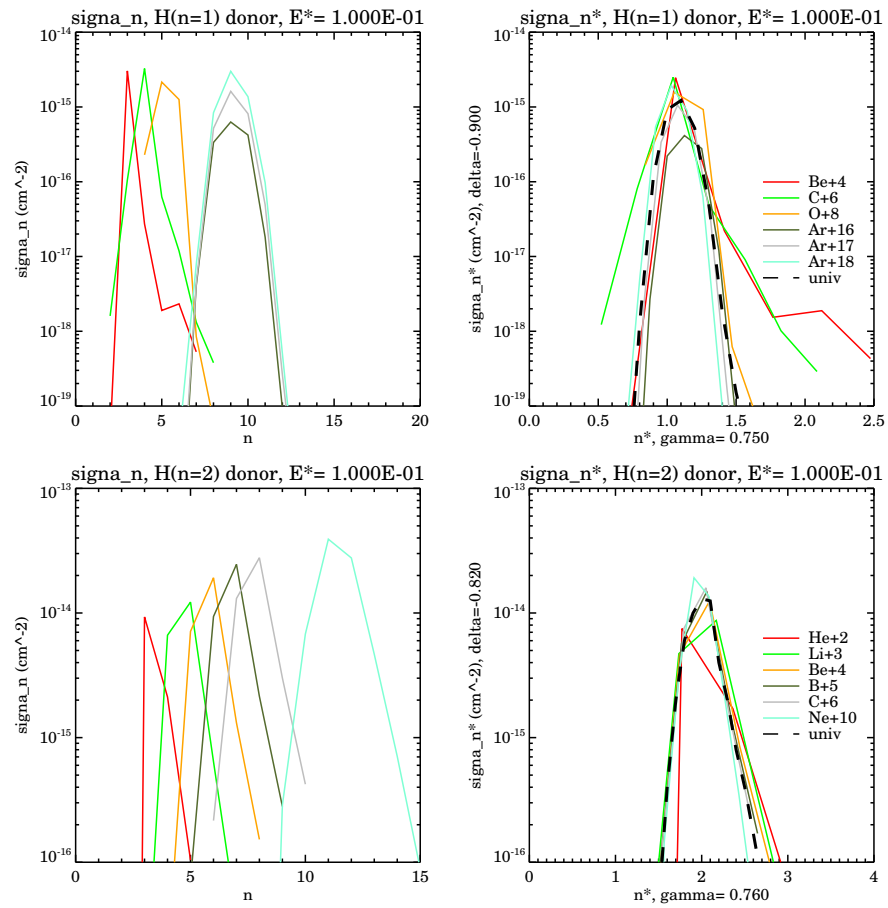 signa_n, H(n=1) donor, E*= 1.000E-01
10^-14
10^-15
10^-16
10^-17
10^-18
10^-19
signa_n (cm^-2)
0 5 10 15 20
n
signa_n*, H(n=1) donor, E*= 1.000E-01
10^-14
10^-15
10^-16
10^-17
10^-18
10^-19
signa_n* (cm^-2), delta=-0.900
Be+4
C+6
O+8
Ar+16
Ar+17
Ar+18
univ
0.0 0.5 1.0 1.5 2.0 2.5
n*, gamma= 0.750
signa_n, H(n=2) donor, E*= 1.000E-01
10^-13
10^-14
10^-15
10^-16
signa_n (cm^-2)
0 5 10 15
n
signa_n*, H(n=2) donor, E*= 1.000E-01
10^-13
10^-14
10^-15
10^-16
signa_n* (cm^-2), delta=-0.820
He+2
Li+3
Be+4
B+5
C+6
Ne+10
univ
0 1 2 3 4
n*, gamma= 0.760